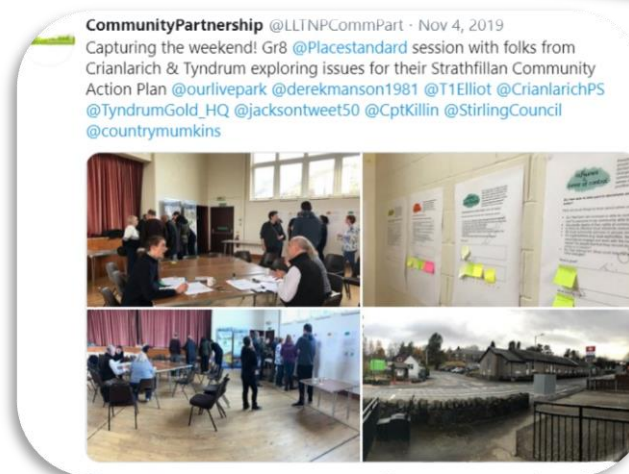 CommunityPartnership @LLTNPCommPart · Nov 4, 2019
Capturing the weekend! Gr8 @Placestandard session with folks from
Crianlarich & Tyndrum exploring issues for their Strathfillan Community
Action Plan @ourlivepark @derekmanson1981 @T1Elliot @CrianlarichPS
@TyndrumGold_HQ @jacksontweet50 @CptKillin @StirlingCouncil
@countrymumkins